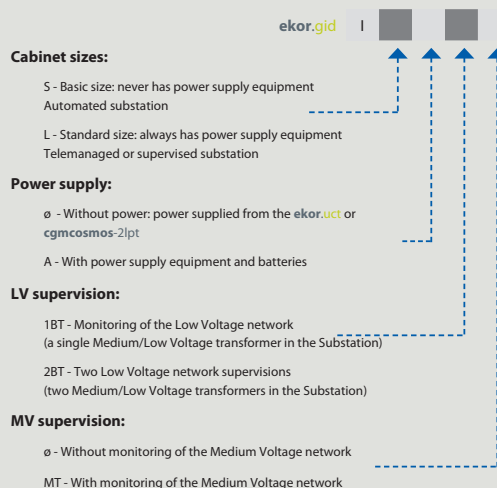 ekor.gid I
Cabinet sizes:
S - Basic size: never has power supply equipment
Automated substation
L - Standard size: always has power supply equipment
Telemanaged or supervised substation
Power supply:
ø - Without power: power supplied from the ekor.uct or
cgmcosmos-2lpt
A - With power supply equipment and batteries
LV supervision:
1BT - Monitoring of the Low Voltage network
(a single Medium/Low Voltage transformer in the Substation)
2BT - Two Low Voltage network supervisions
(two Medium/Low Voltage transformers in the Substation)
MV supervision:
ø - Without monitoring of the Medium Voltage network
MT - With monitoring of the Medium Voltage network